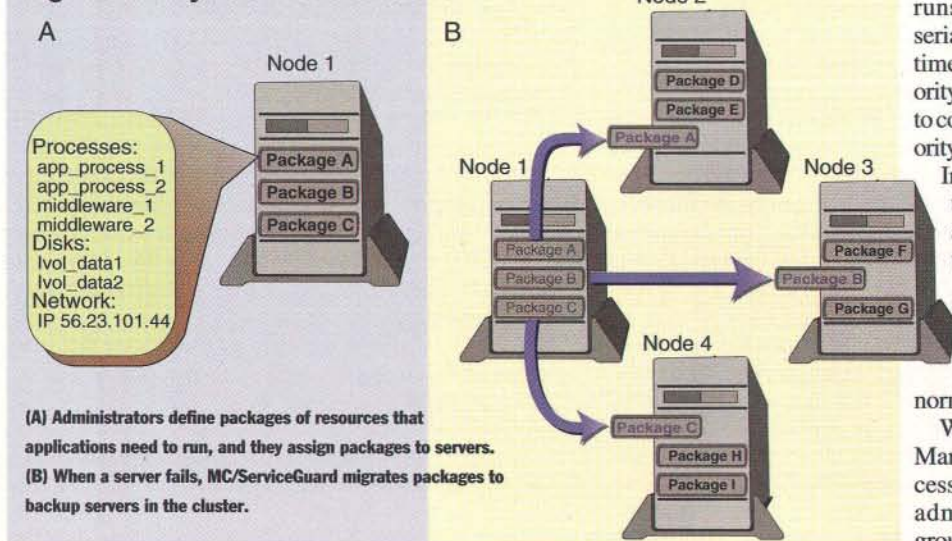 A
Node 1
Package A
Package B
Package C
Processes:
app_process_1
app_process_2
middleware_1
middleware_2
Disks:
lvol_data1
lvol_data2
Network:
IP 56.23.101.44
(A) Administrators define packages of resources that
applications need to run, and they assign packages to servers.
(B) When a server fails, MC/ServiceGuard migrates packages to
backup servers in the cluster.
B
Node 2
Package D
Package E
Package A
Node 1
Package A
Package B
Package C
Node 3
Package F
Package B
Package G
Node 4
Package C
Package H
Package I
runs
seria
time
ority
to co
ority
In
norm
W
Mar
cess
adm
grou